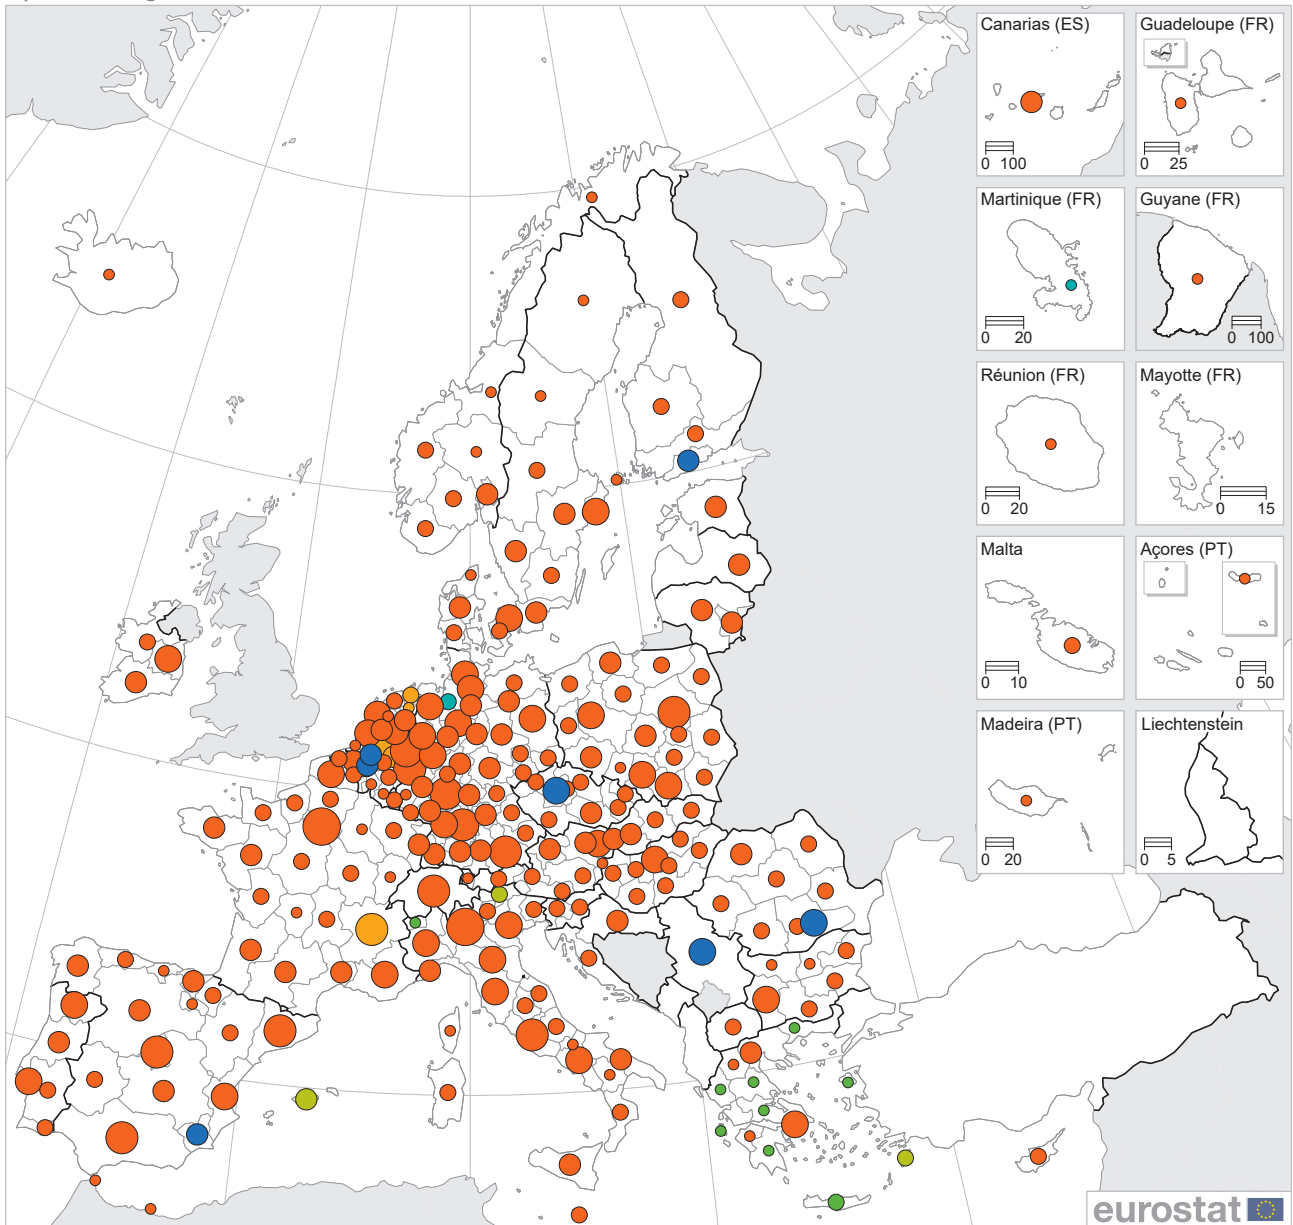 Canarias (ES)
0 100
Guadeloupe (FR)
0 25
Martinique (FR)
0 20
Guyane (FR)
0 100
Réunion (FR)
0 20
Mayotte (FR)
0 15
Malta
0 10
Açores (PT)
0 50
Madeira (PT)
0 20
Liechtenstein
0 5
eurostat